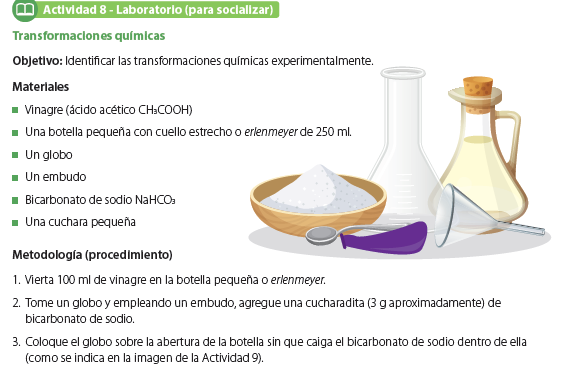 Actividad 8 - Laboratorio (para socializar)
Transformaciones químicas
Objetivo: Identificar las transformaciones químicas experimentalmente.
Materiales
Vinagre (ácido acético CH₃COOH)
Una botella pequeña con cuello estrecho o erlenmeyer de 250 ml.
Un globo
Un embudo
Bicarbonato de sodio NaHCO₃
Una cuchara pequeña
Metodología (procedimiento)
1. Vierta 100 ml de vinagre en la botella pequeña o erlenmeyer.
2. Tome un globo y empleando un embudo, agregue una cucharadita (3 g aproximadamente) de
bicarbonato de sodio.
3. Coloque el globo sobre la abertura de la botella sin que caiga el bicarbonato de sodio dentro de ella
(como se indica en la imagen de la Actividad 9).